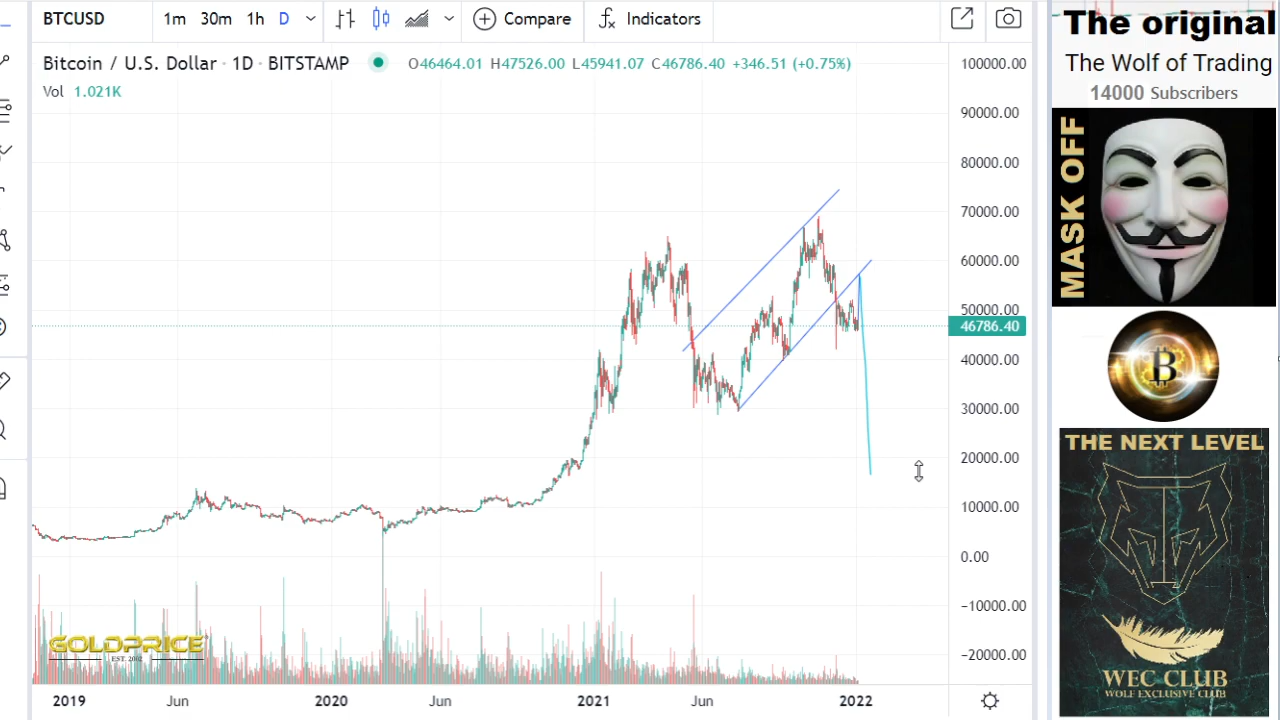 BTCUSD 1m 30m 1h D Compare Indicators
Bitcoin / U.S. Dollar · 1D · BITSTAMP O46464.01 H47526.00 L45941.07 C46786.40 +346.51 (+0.75%)
Vol 1.021K
100000.00
90000.00
80000.00
70000.00
60000.00
50000.00
46786.40
40000.00
30000.00
20000.00
10000.00
0.00
−10000.00
−20000.00
2019 Jun 2020 Jun 2021 Jun 2022
GOLDPRICE
EST. 2002
The original
The Wolf of Trading
14000 Subscribers
MASK OFF
THE NEXT LEVEL
WEC CLUB
WOLF EXCLUSIVE CLUB